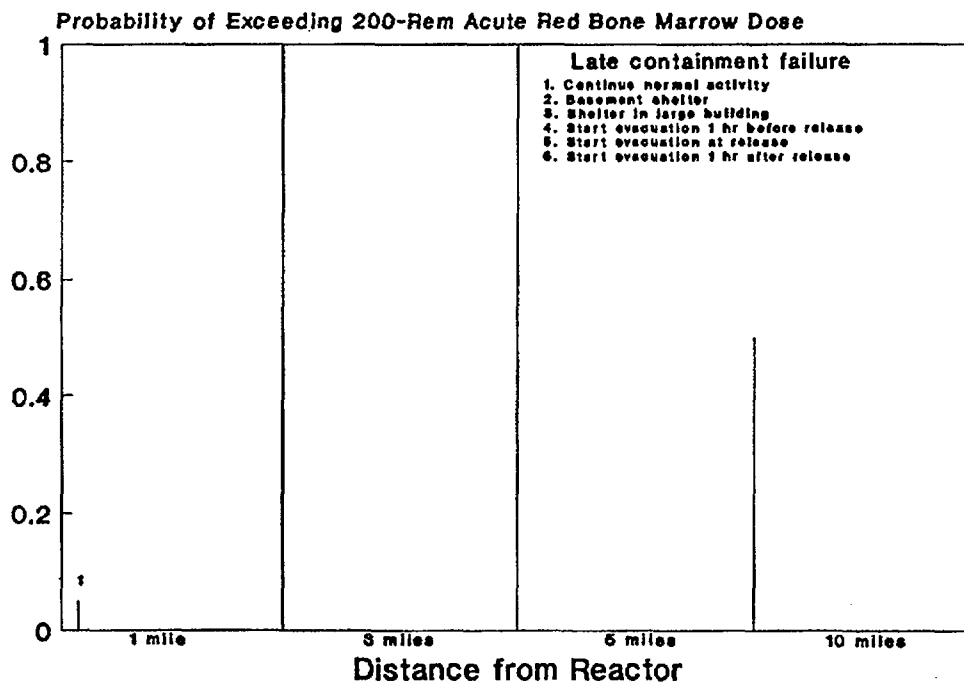 Probability of Exceeding 200-Rem Acute Red Bone Marrow Dose
1
Late containment failure
1. Continue normal activity
2. Basement shelter
3. Shelter in large building
4. Start evacuation 1 hr before release
5. Start evacuation at release
6. Start evacuation 1 hr after release
0.8
0.6
0.4
0.2
1
0
1 mile
3 miles
5 miles
10 miles
Distance from Reactor